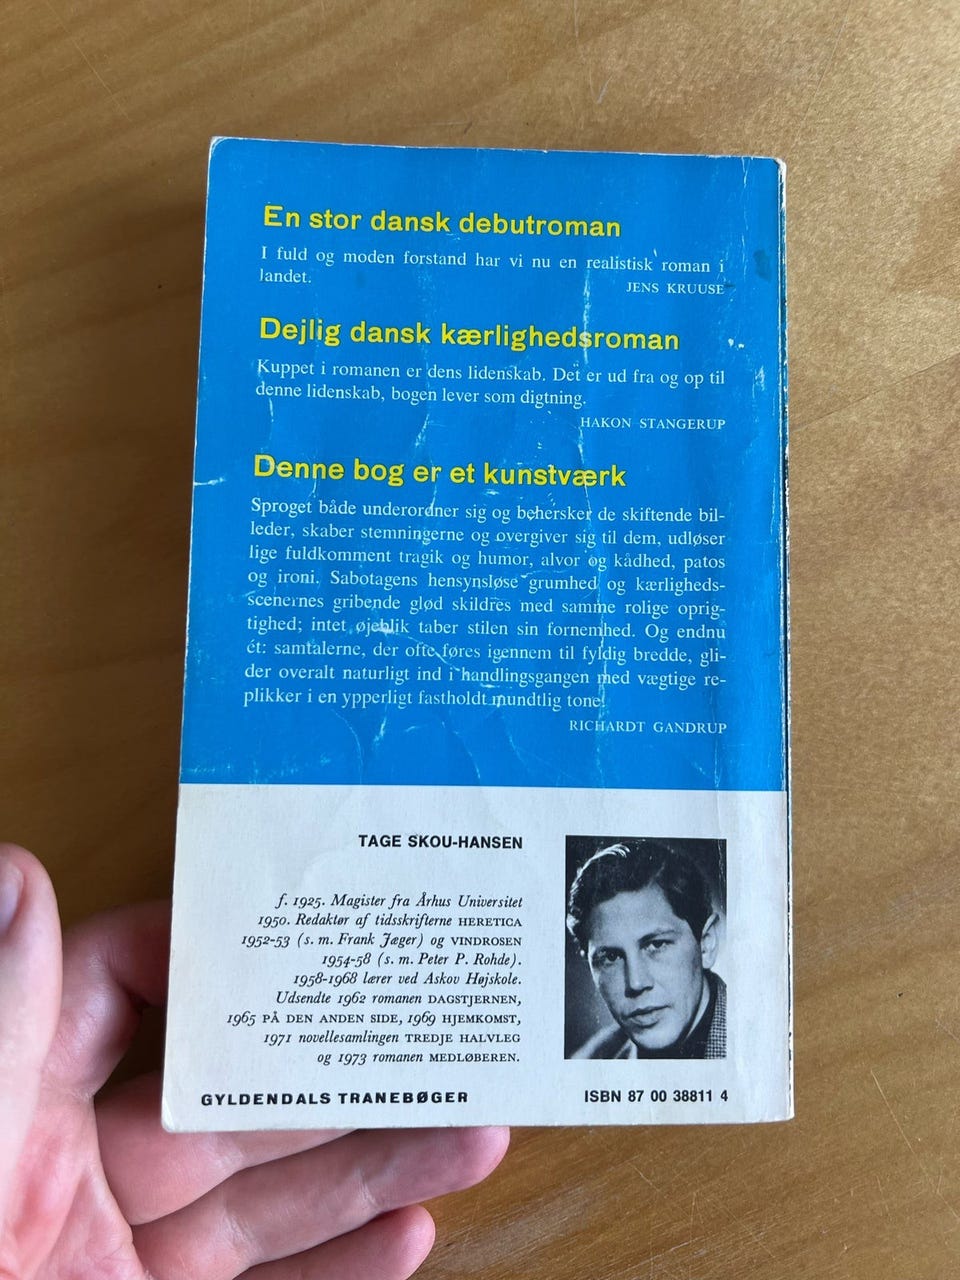 En stor dansk debutroman
I fuld og moden forstand har vi nu en realistisk roman i
landet.
JENS KRUUSE
Dejlig dansk kærlighedsroman
Kuppet i romanen er dens lidenskab. Det er ud fra og op til
denne lidenskab, bogen lever som digtning.
HAKON STANGERUP
Denne bog er et kunstværk
Sproget både underordner sig og behersker de skiftende bil-
leder, skaber stemningerne og overgiver sig til dem, udløser
lige fuldkomment tragik og humor, alvor og kådhed, patos
og ironi. Sabotagens hensynsløse grumhed og kærligheds-
scenernes gribende glød skildres med samme rolige oprig-
tighed; intet øjeblik taber stilen sin fornemhed. Og endnu
ét: samtalerne, der ofte føres igennem til fyldig bredde, gli-
der overalt naturligt ind i handlingsgangen med vægtige re-
plikker i en ypperligt fastholdt mundtlig tone!
RICHARDT GANDRUP
TAGE SKOU-HANSEN
f. 1925. Magister fra Århus Universitet
1950. Redaktør af tidsskrifterne HERETICA
1952-53 (s. m. Frank Jæger) og VINDROSEN
1954-58 (s. m. Peter P. Rohde).
1958-1968 lærer ved Askov Højskole.
Udsendte 1962 romanen DAGSTJERNEN,
1965 PÅ DEN ANDEN SIDE, 1969 HJEMKOMST,
1971 novellesamlingen TREDJE HALVLEG
og 1973 romanen MEDLØBEREN.
GYLDENDALS TRANEBØGER
ISBN 87 00 38811 4